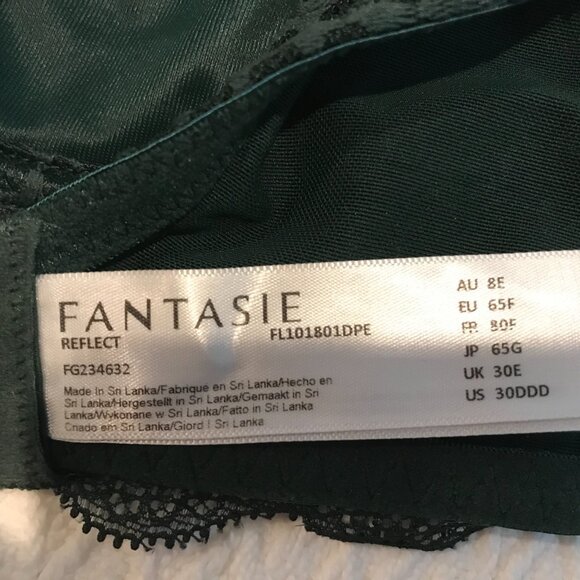 FANTASIE
REFLECT FL101801DPE
FG234632
Made In Sri Lanka/Fabrique en Sri Lanka/Hecho en
Sri Lanka/Hergestellt in Sri Lanka/Gemaakt in Sri
Lanka/Wykonane w Sri Lanka/Fatto in Sri Lanka
Criado em Sri Lanka/Giord I Sri Lanka
AU 8E
EU 65F
FR 80F
JP 65G
UK 30E
US 30DDD